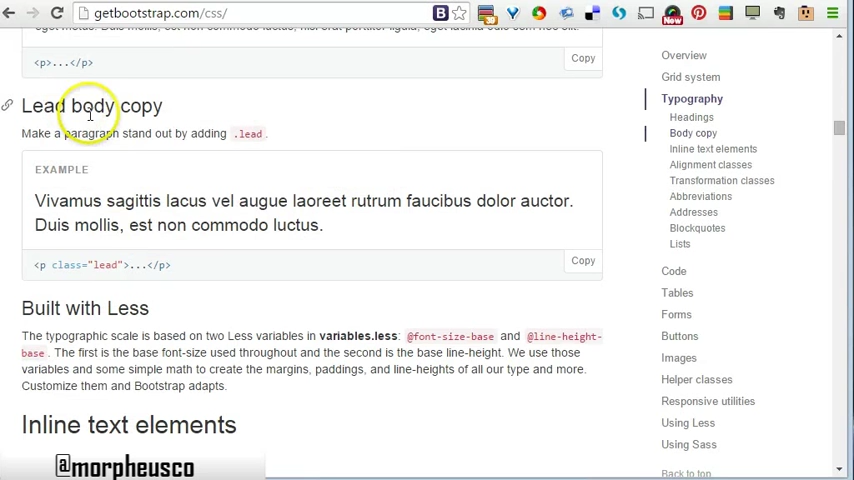 getbootstrap.com/css/
<p>...</p>
Copy
Lead body copy
Make a paragraph stand out by adding .lead.
EXAMPLE
Vivamus sagittis lacus vel augue laoreet rutrum faucibus dolor auctor.
Duis mollis, est non commodo luctus.
<p class="lead">...</p>
Copy
Built with Less
The typographic scale is based on two Less variables in variables.less: @font-size-base and @line-height-
base. The first is the base font-size used throughout and the second is the base line-height. We use those
variables and some simple math to create the margins, paddings, and line-heights of all our type and more.
Customize them and Bootstrap adapts.
Inline text elements
@morpheusco
Overview
Grid system
Typography
Headings
Body copy
Inline text elements
Alignment classes
Transformation classes
Abbreviations
Addresses
Blockquotes
Lists
Code
Tables
Forms
Buttons
Images
Helper classes
Responsive utilities
Using Less
Using Sass
Back to top